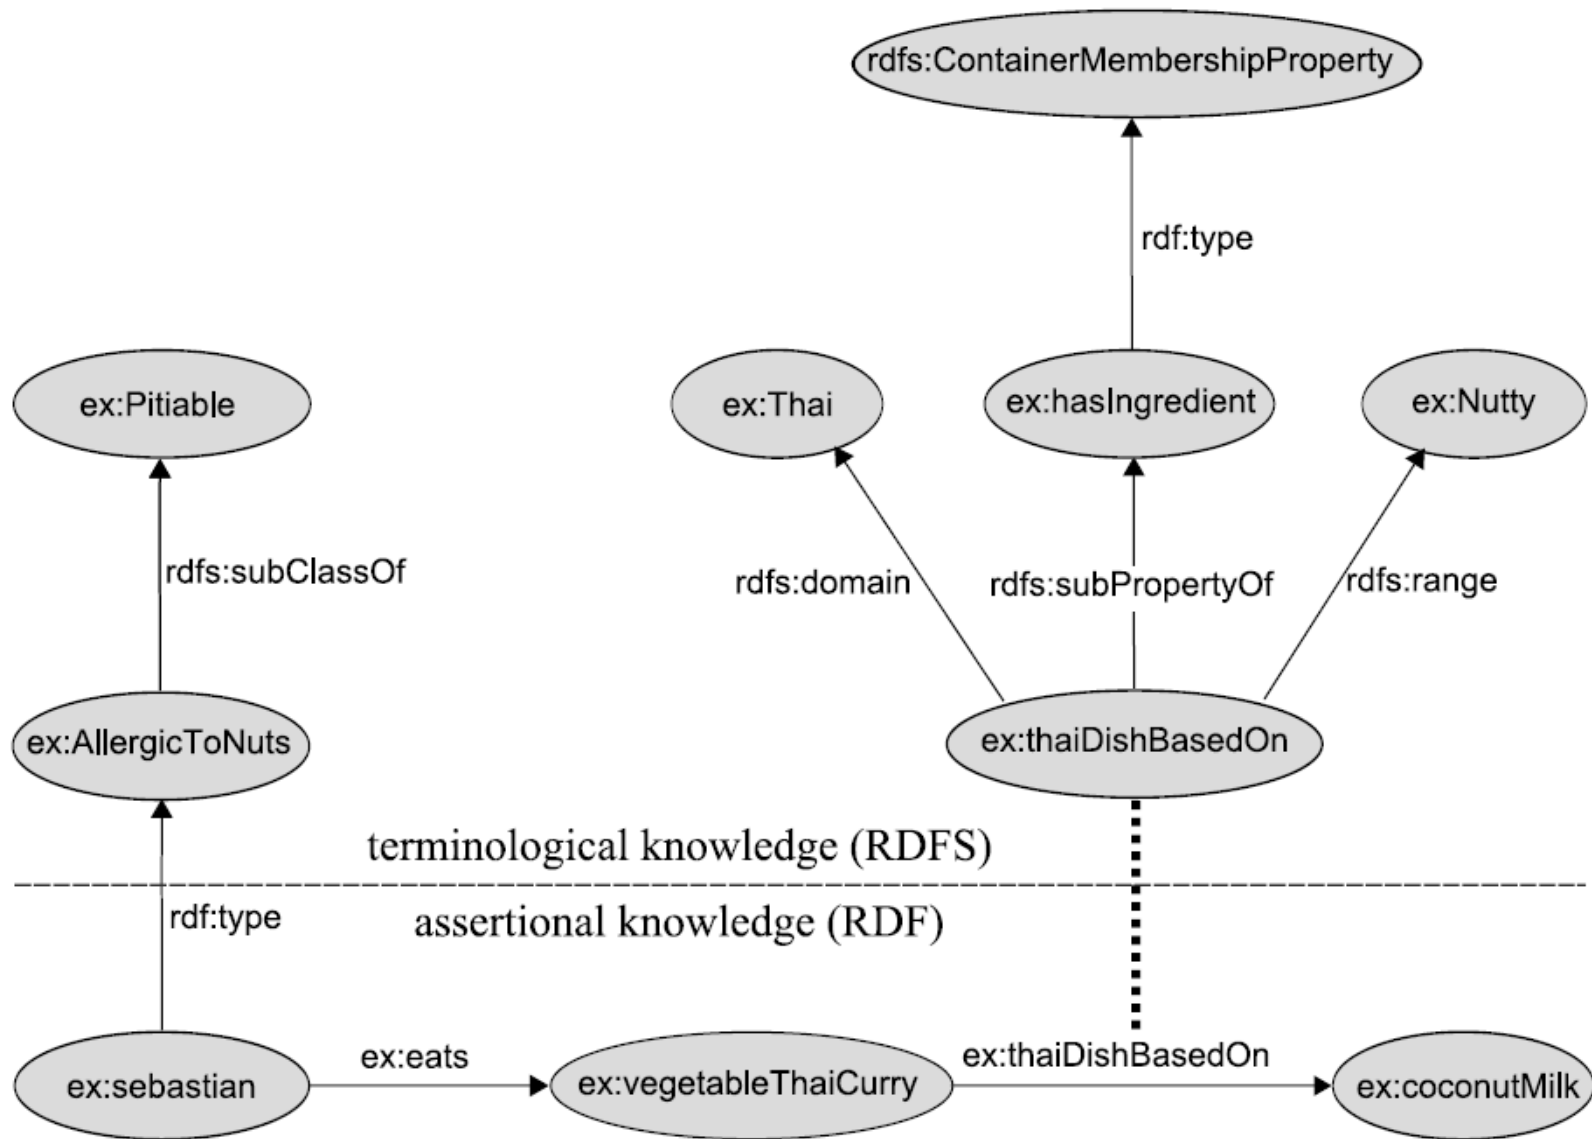 rdfs:ContainerMembershipProperty
rdf:type
ex:Pitiable
ex:Thai
ex:hasIngredient
ex:Nutty
rdfs:subClassOf
rdfs:domain
rdfs:subPropertyOf
rdfs:range
ex:AllergicToNuts
ex:thaiDishBasedOn
terminological knowledge (RDFS)
rdf:type
assertional knowledge (RDF)
ex:sebastian
ex:eats
ex:vegetableThaiCurry
ex:thaiDishBasedOn
ex:coconutMilk